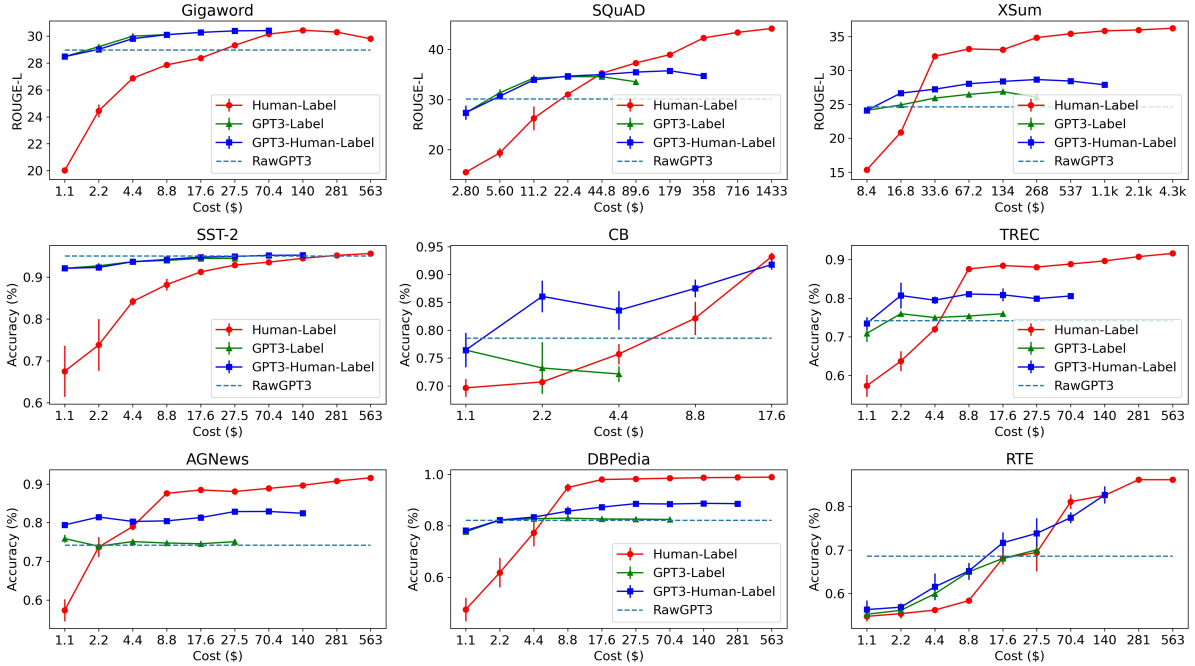 Gigaword
ROUGE-L
30
28
26
24
22
20
Human-Label
GPT3-Label
GPT3-Human-Label
RawGPT3
1.1 2.2 4.4 8.8 17.6 27.5 70.4 140 281 563
Cost ($)
SQuAD
ROUGE-L
40
30
20
Human-Label
GPT3-Label
GPT3-Human-Label
RawGPT3
2.80 5.60 11.2 22.4 44.8 89.6 179 358 716 1433
Cost ($)
XSum
ROUGE-L
35
30
25
20
15
Human-Label
GPT3-Label
GPT3-Human-Label
RawGPT3
8.4 16.8 33.6 67.2 134 268 537 1.1k 2.1k 4.3k
Cost ($)
SST-2
Accuracy (%)
0.9
0.8
0.7
0.6
Human-Label
GPT3-Label
GPT3-Human-Label
RawGPT3
1.1 2.2 4.4 8.8 17.6 27.5 70.4 140 281 563
Cost ($)
CB
Accuracy (%)
0.95
0.90
0.85
0.80
0.75
0.70
1.1 2.2 4.4 8.8 17.6
Cost ($)
TREC
Accuracy (%)
0.9
0.8
0.7
0.6
Human-Label
GPT3-Label
GPT3-Human-Label
RawGPT3
1.1 2.2 4.4 8.8 17.6 27.5 70.4 140 281 563
Cost ($)
AGNews
Accuracy (%)
0.9
0.8
0.7
0.6
1.1 2.2 4.4 8.8 17.6 27.5 70.4 140 281 563
Cost ($)
DBPedia
Accuracy (%)
1.0
0.8
0.6
Human-Label
GPT3-Label
GPT3-Human-Label
RawGPT3
1.1 2.2 4.4 8.8 17.6 27.5 70.4 140 281 563
Cost ($)
RTE
Accuracy (%)
0.8
0.7
0.6
1.1 2.2 4.4 8.8 17.6 27.5 70.4 140 281 563
Cost ($)